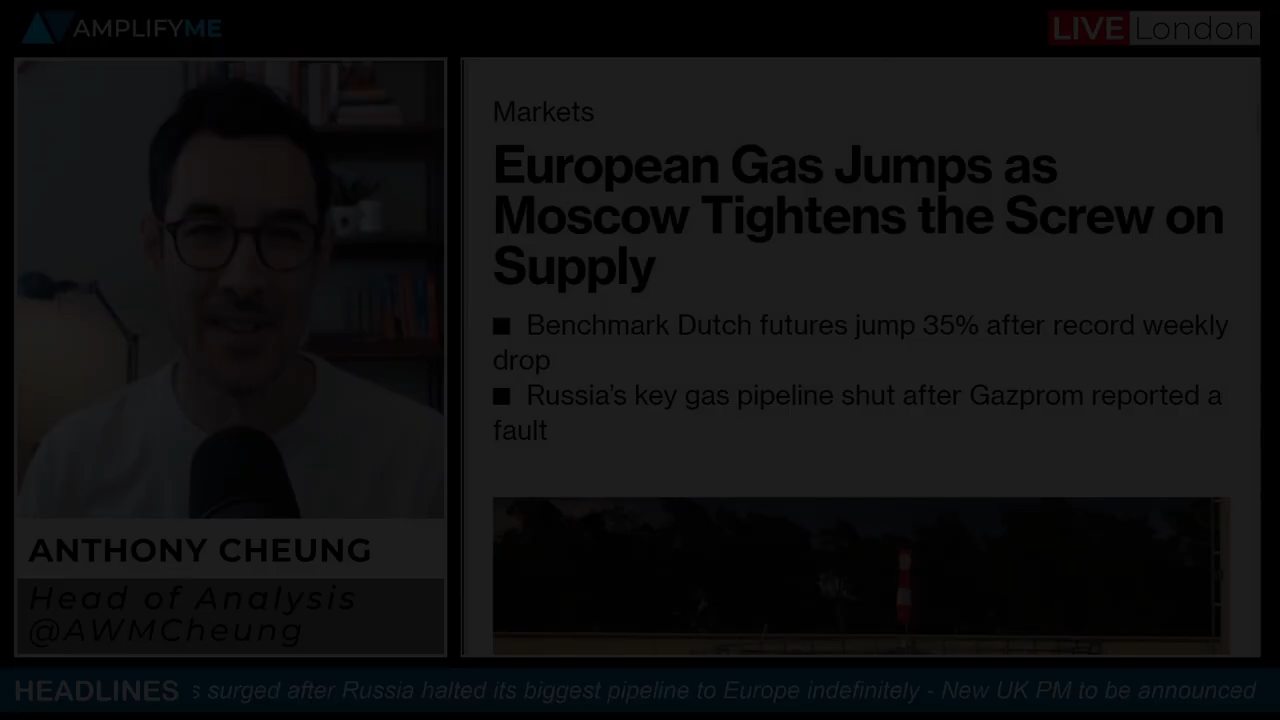 AMPLIFYME
LIVE London
Markets
European Gas Jumps as
Moscow Tightens the Screw on
Supply
■ Benchmark Dutch futures jump 35% after record weekly
drop
■ Russia's key gas pipeline shut after Gazprom reported a
fault
ANTHONY CHEUNG
Head of Analysis
@AWMCheung
HEADLINES s surged after Russia halted its biggest pipeline to Europe indefinitely - New UK PM to be announced